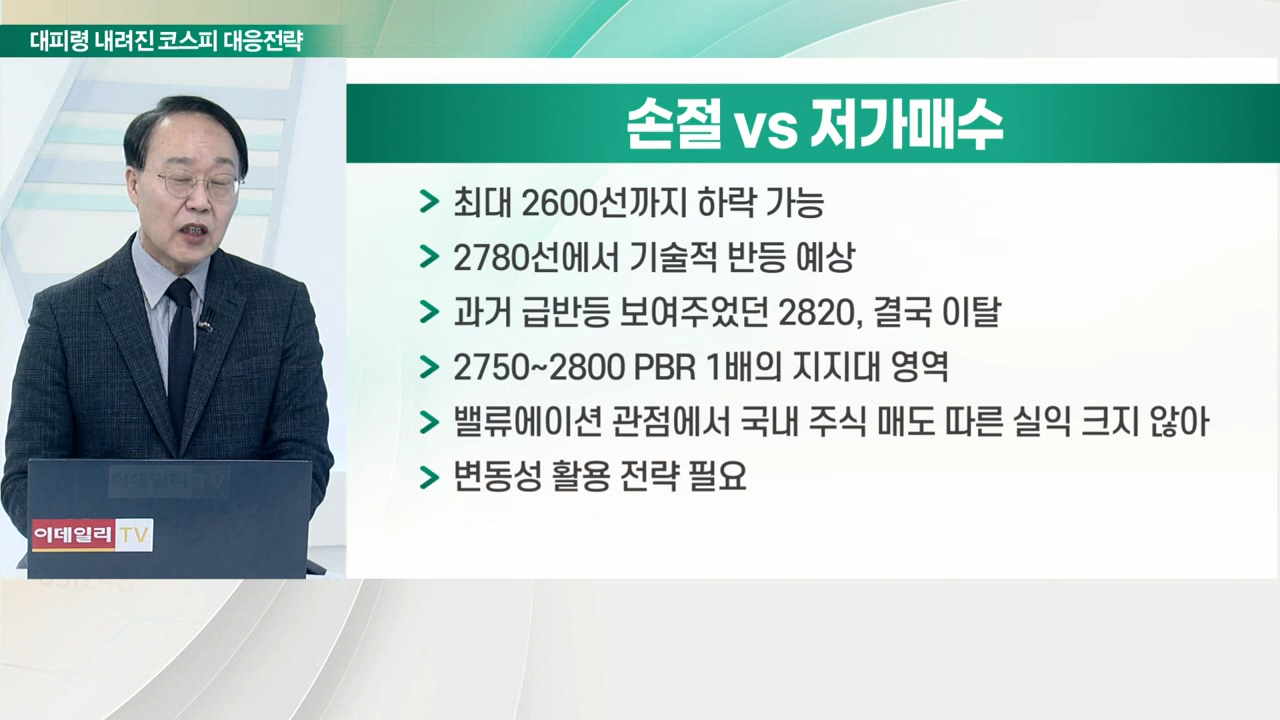 대피령 내려진 코스피 대응전략
손절 vs 저가매수
최대 2600선까지 하락 가능
2780선에서 기술적 반등 예상
과거 급반등 보여주었던 2820, 결국 이탈
2750~2800 PBR 1배의 지지대 영역
밸류에이션 관점에서 국내 주식 매도 따른 실익 크지 않아
변동성 활용 전략 필요
이데일리 TV